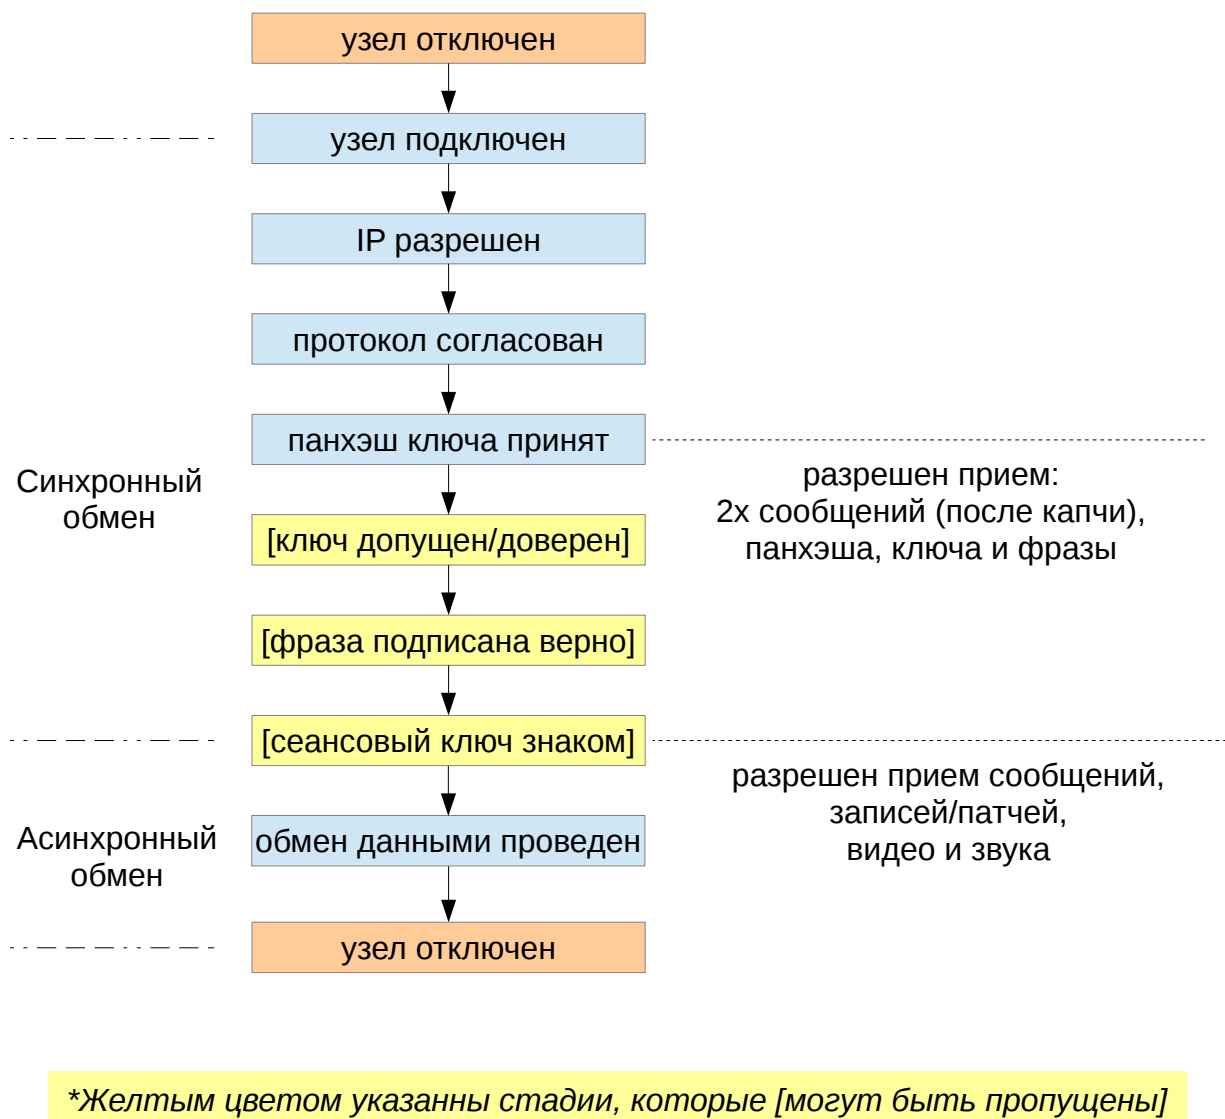 узел отключен
узел подключен
IP разрешен
протокол согласован
панхэш ключа принят
Синхронный
обмен
разрешен прием:
2х сообщений (после капчи),
панхэша, ключа и фразы
[ключ допущен/доверен]
[фраза подписана верно]
[сеансовый ключ знаком]
разрешен прием сообщений,
записей/патчей,
видео и звука
Асинхронный
обмен
обмен данными проведен
узел отключен
*Желтым цветом указанны стадии, которые [могут быть пропущены]